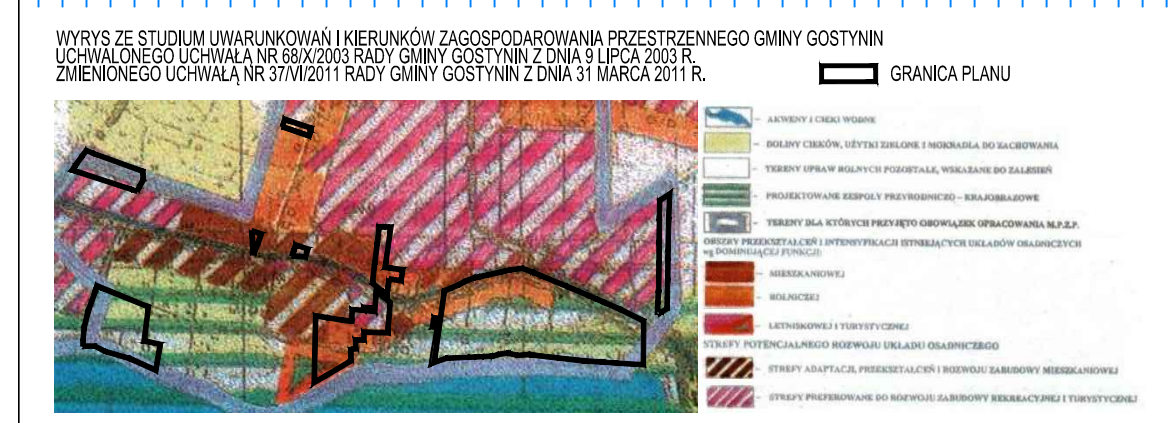 WYRYS ZE STUDIUM UWARUNKOWAŃ I KIERUNKÓW ZAGOSPODAROWANIA PRZESTRZENNEGO GMINY GOSTYNIN
UCHWALONEGO UCHWAŁA NR 68/X/2003 RADY GMINY GOSTYNIN Z DNIA 9 LIPCA 2003 R.
ZMIENIONEGO UCHWAŁĄ NR 37/VI/2011 RADY GMINY GOSTYNIN Z DNIA 31 MARCA 2011 R.
GRANICA PLANU
- AKWENY I CIEKI WODNE
- DOLINY CIEKÓW, UŻYTKI ZIELONE I MOKRADŁA DO ZACHOWANIA
- TERENY UPRAW ROLNYCH POZOSTAŁE, WSKAZANE DO ZALESIEŃ
- PROJEKTOWANE ZESPOŁY PRZYRODNICZO - KRAJOBRAZOWE
- TERENY DLA KTÓRYCH PRZYJĘTO OBOWIĄZEK OPRACOWANIA M.P.Z.P.
OBSZRY PRZEKSZTAŁCEŃ I INTENSYFIKACJI ISTNIEJĄCYCH UKŁADÓW OSADNICZYCH
wg DOMINUJĄCEJ FUNKCJI:
- MIESZKANIOWEJ
- ROLNICZEJ
- LETNISKOWEJ I TURYSTYCZNEJ
STREFY POTENCJALNEGO ROZWOJU UKŁADU OSADNICZEGO
- STREFY ADAPTACJI, PRZEKSZTAŁCEŃ I ROZWOJU ZABUDOWY MIESZKANIOWEJ
- STREFY PREFEROWANE DO ROZWOJU ZABUDOWY REKREACYJNEJ I TURYSTYCZNEJ